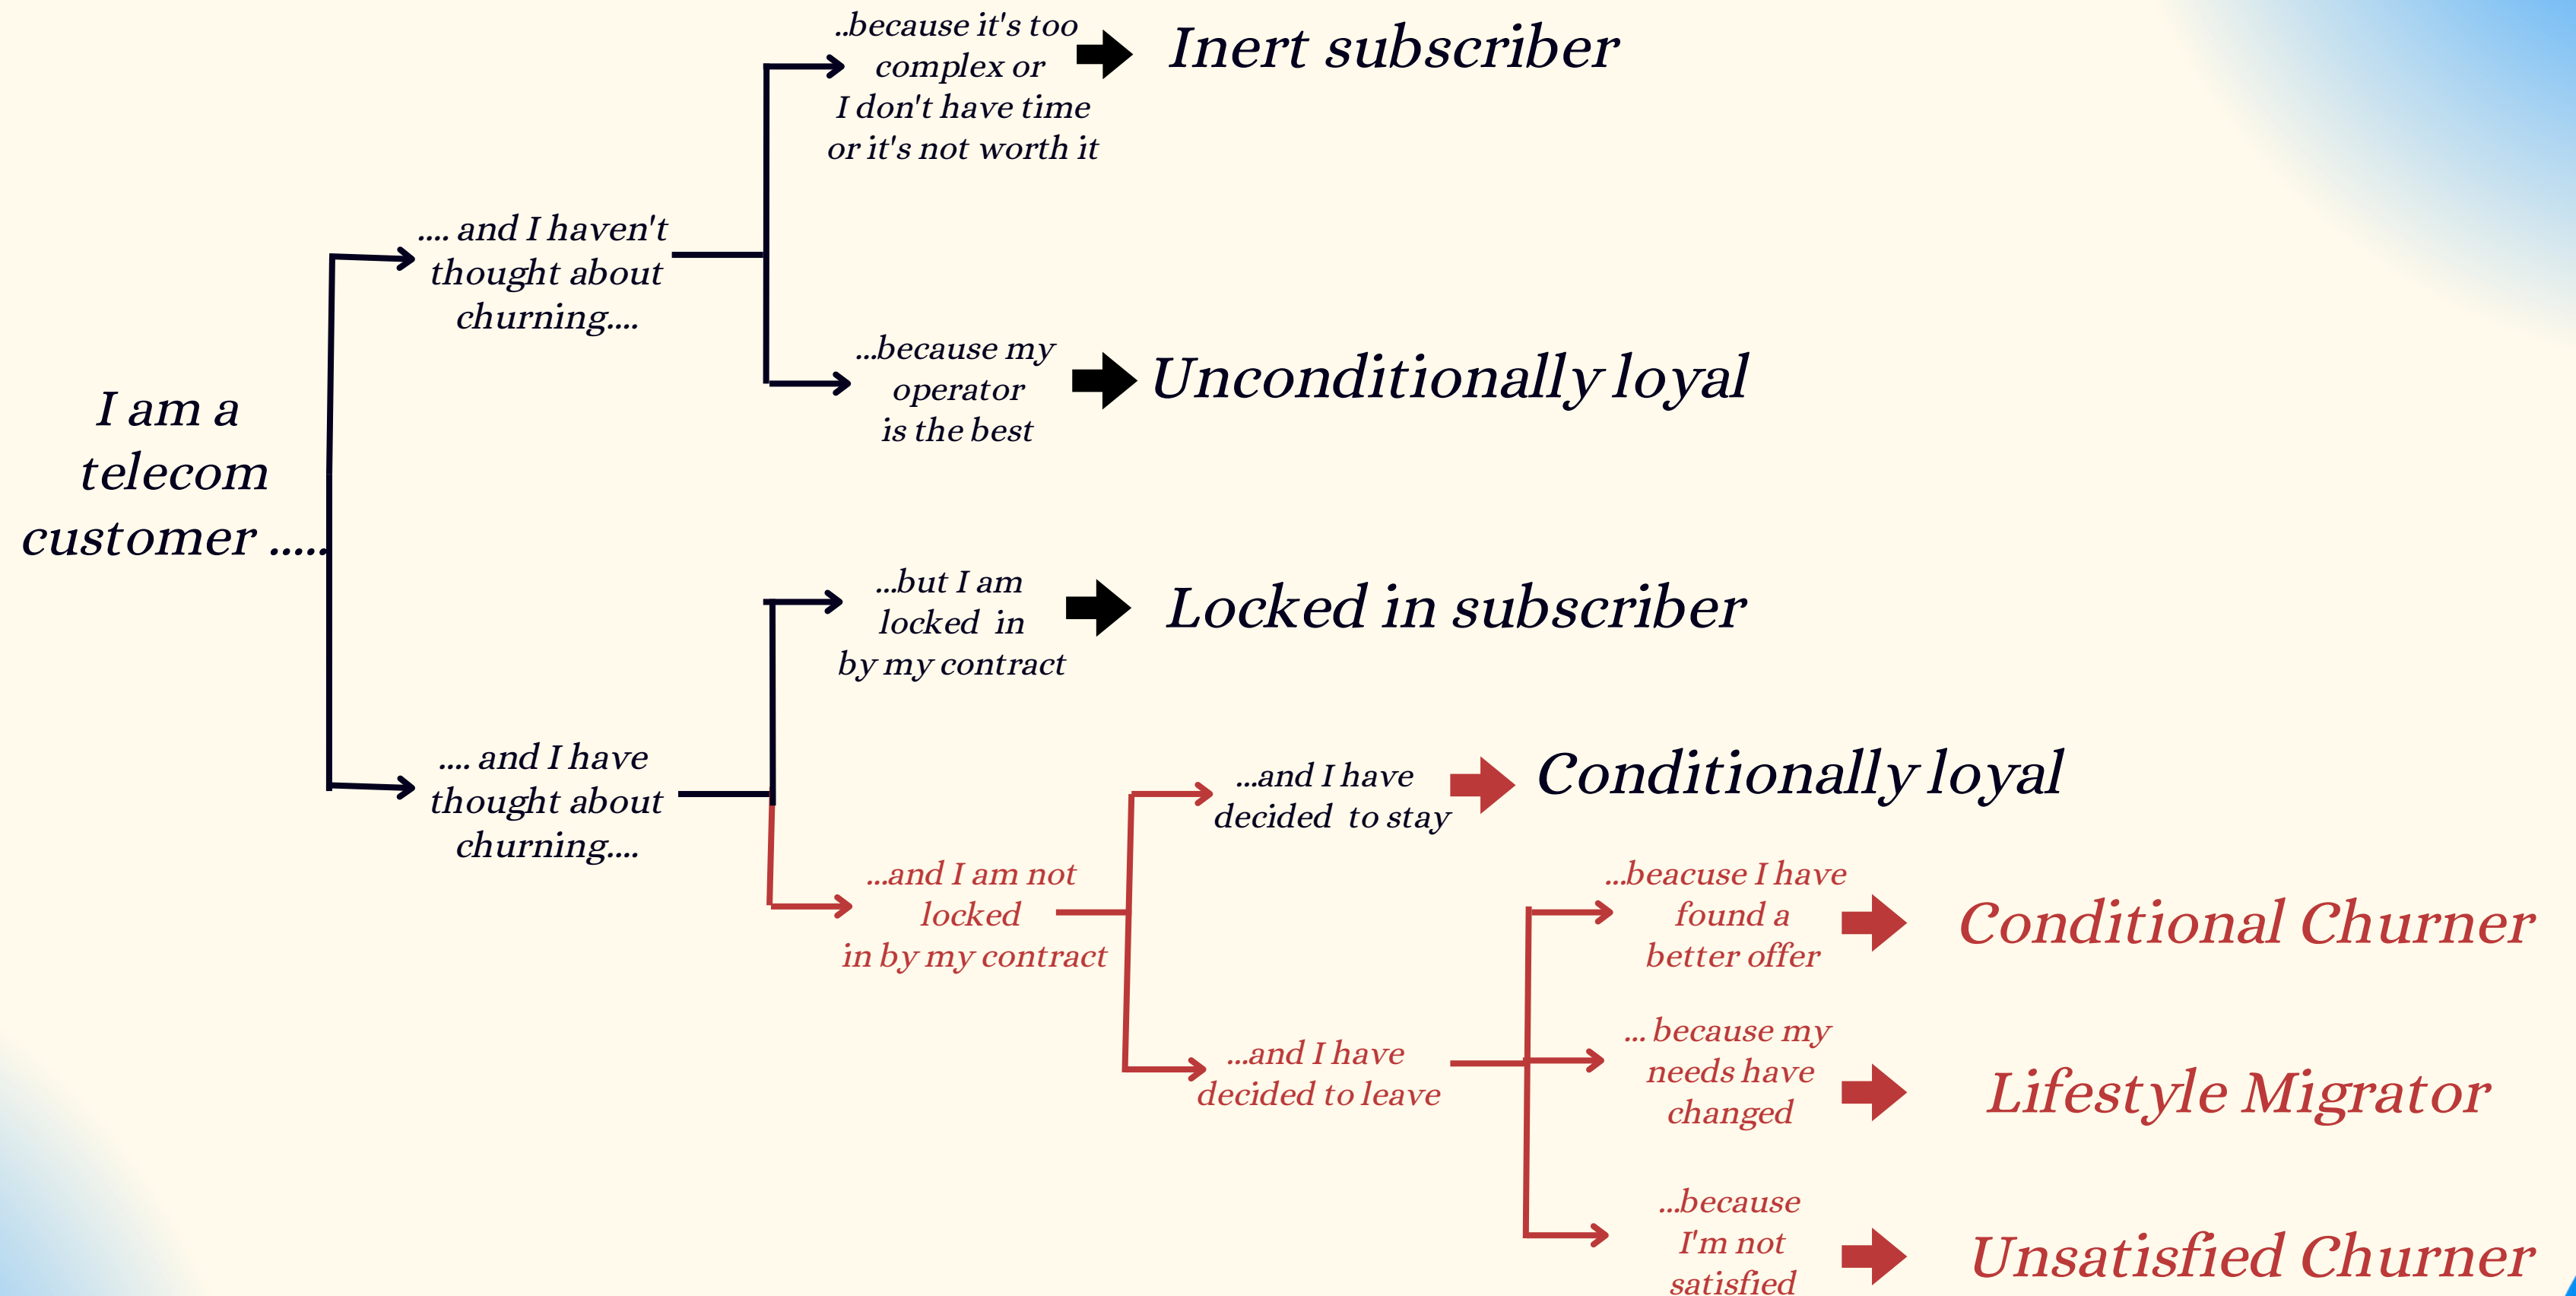 I am a
telecom
customer .....
.... and I haven't
thought about
churning....
..because it's too
complex or
I don't have time
or it's not worth it
Inert subscriber
...because my
operator
is the best
Unconditionally loyal
.... and I have
thought about
churning....
...but I am
locked in
by my contract
Locked in subscriber
...and I am not
locked
in by my contract
...and I have
decided to stay
Conditionally loyal
...and I have
decided to leave
...beacuse I have
found a
better offer
Conditional Churner
... because my
needs have
changed
Lifestyle Migrator
...because
I'm not
satisfied
Unsatisfied Churner